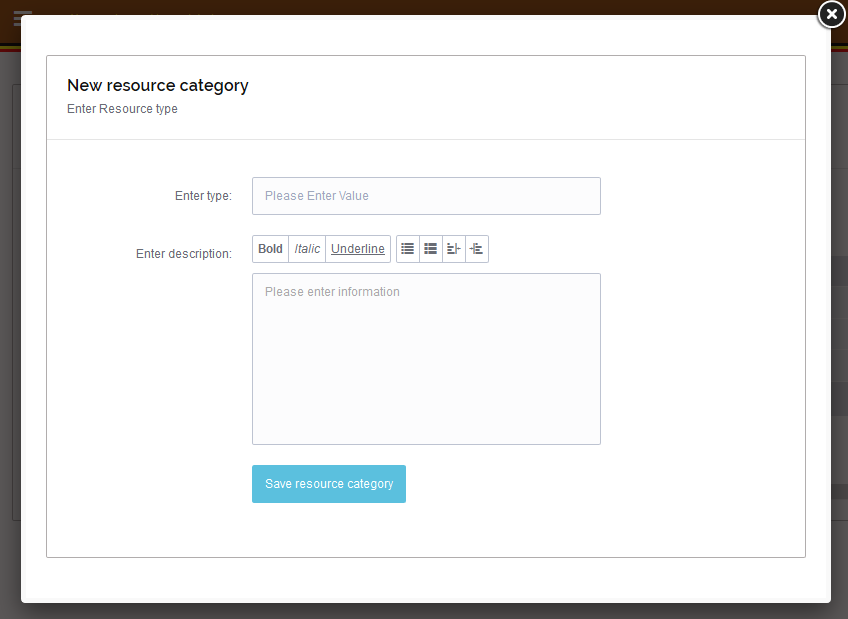 New resource category
Enter Resource type
Enter type:
Please Enter Value
Enter description:
Bold Italic Underline
Please enter information
Save resource category